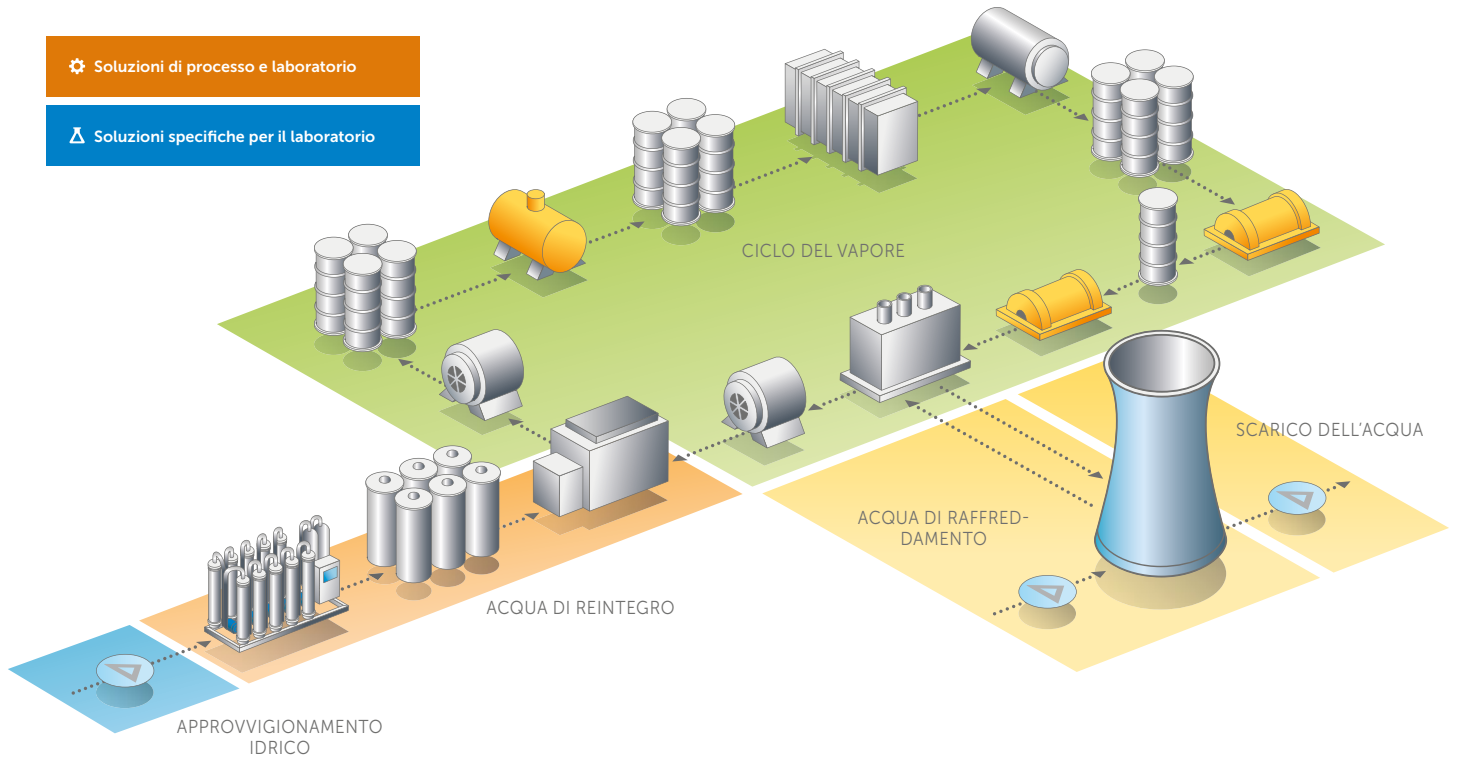 Soluzioni di processo e laboratorio
Soluzioni specifiche per il laboratorio
CICLO DEL VAPORE
SCARICO DELL'ACQUA
ACQUA DI RAFFRED-
DAMENTO
ACQUA DI REINTEGRO
APPROVVIGIONAMENTO
IDRICO